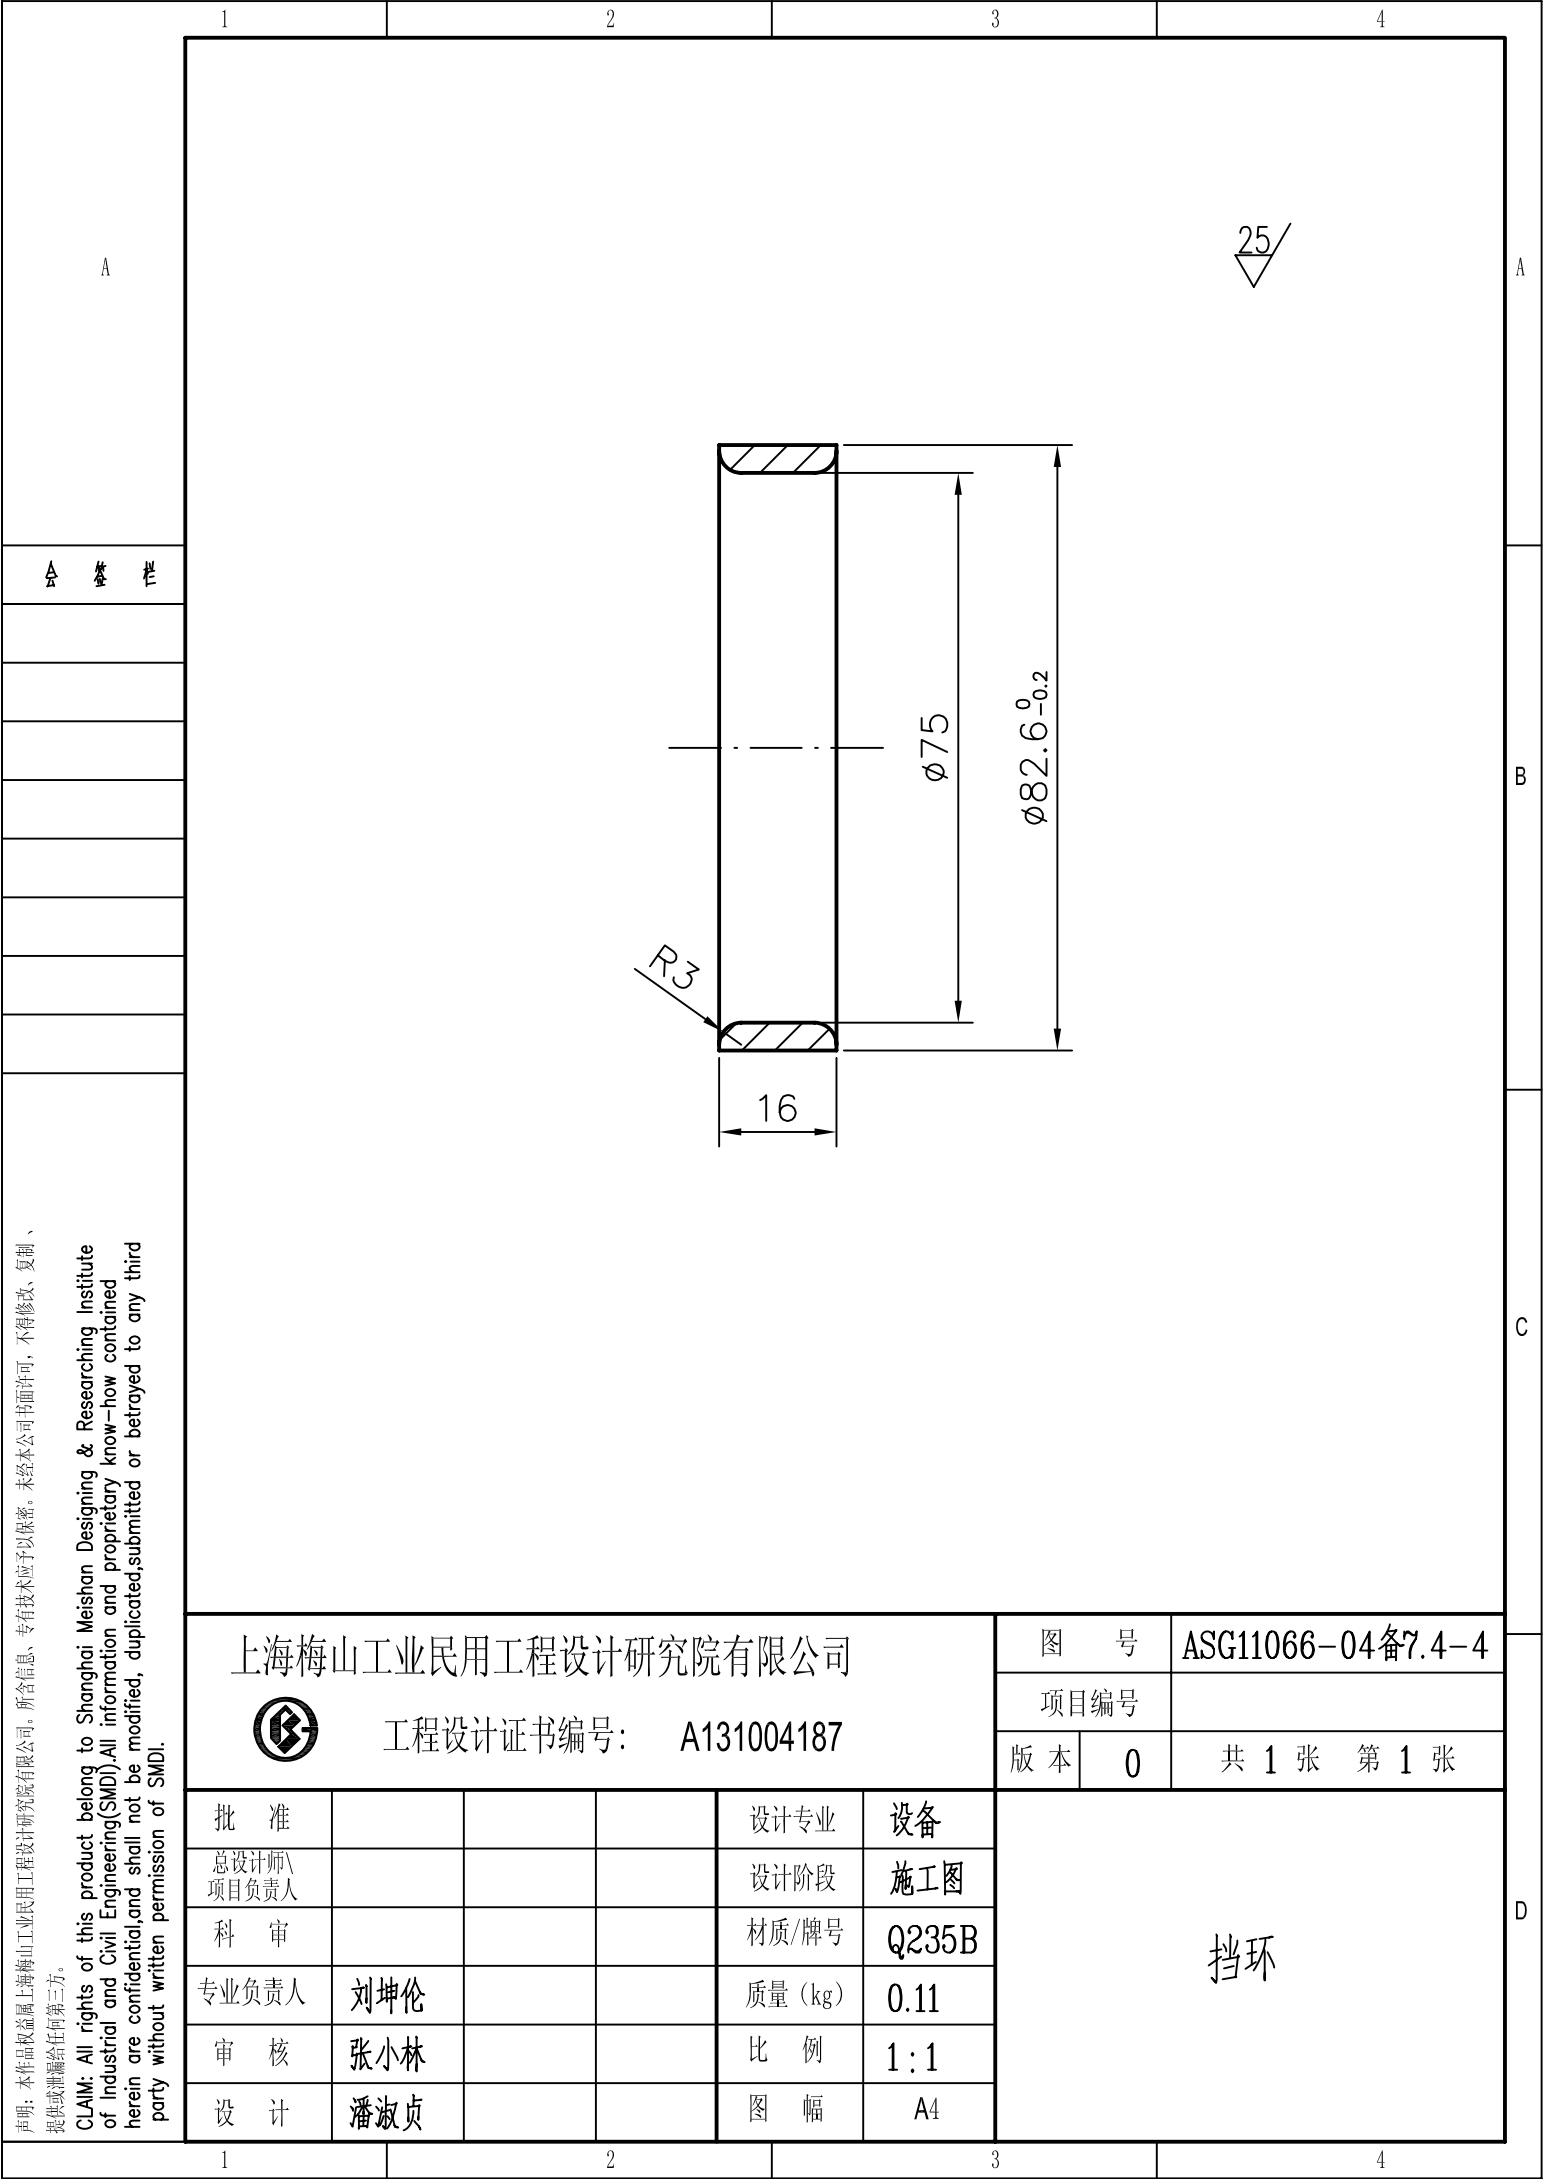 1 2 3 4
A A
25
会 签 栏
ø75
ø82.6 0 -0.2
B
R3
16
C
声明：本作品权益属上海梅山工业民用工程设计研究院有限公司。所含信息、专有技术应予以保密。未经本公司书面许可，不得修改、复制、
提供或泄漏给任何第三方。
CLAIM: All rights of this product belong to Shanghai Meishan Designing & Researching Institute
of Industrial and Civil Engineering(SMDI).All information and proprietary know-how contained
herein are confidential,and shall not be modified, duplicated,submitted or betrayed to any third
party without written permission of SMDI.
上海梅山工业民用工程设计研究院有限公司
工程设计证书编号： A131004187
图 号 ASG11066-04备7.4-4
项目编号
版本 0 共 1 张 第 1 张
批 准 设计专业 设备
总设计师\
项目负责人 设计阶段 施工图
科 审 材质/牌号 Q235B
专业负责人 刘坤伦 质量（kg） 0.11
审 核 张小林 比 例 1:1
设 计 潘淑贞 图 幅 A4
挡环
D
1 2 3 4